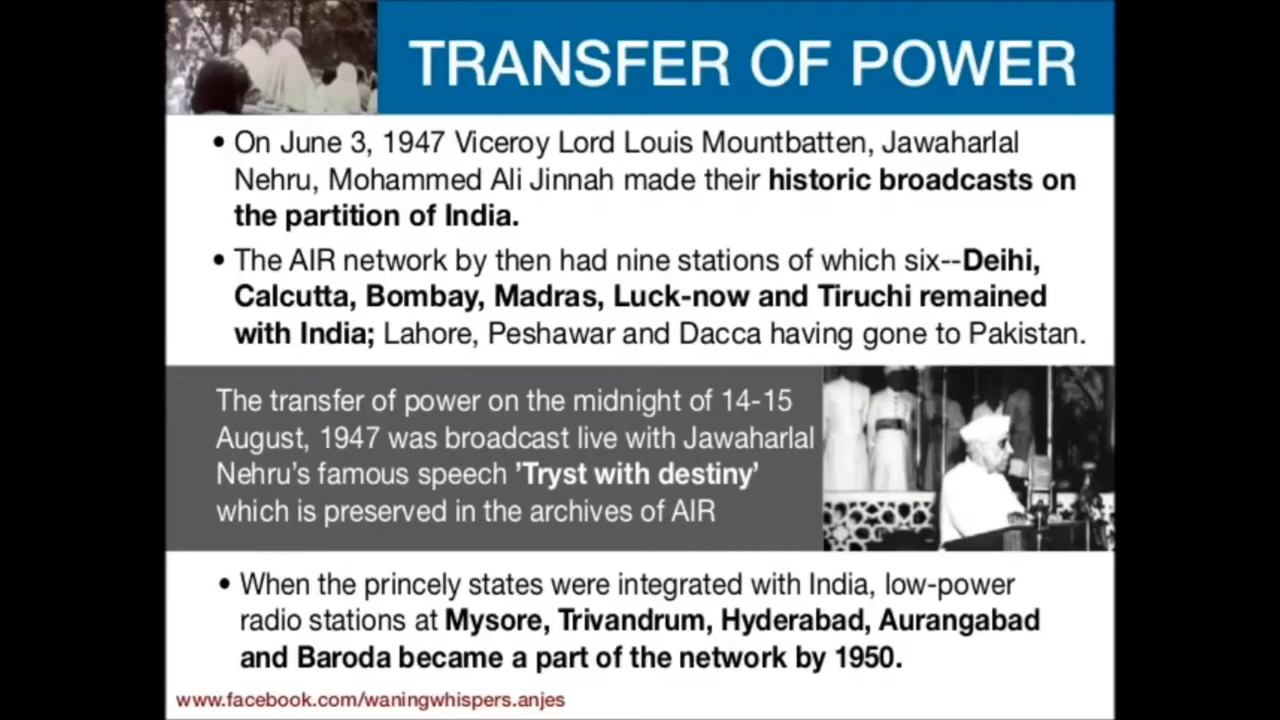 TRANSFER OF POWER
• On June 3, 1947 Viceroy Lord Louis Mountbatten, Jawaharlal
Nehru, Mohammed Ali Jinnah made their historic broadcasts on
the partition of India.
• The AIR network by then had nine stations of which six--Deihi,
Calcutta, Bombay, Madras, Luck-now and Tiruchi remained
with India; Lahore, Peshawar and Dacca having gone to Pakistan.
The transfer of power on the midnight of 14-15
August, 1947 was broadcast live with Jawaharlal
Nehru's famous speech 'Tryst with destiny'
which is preserved in the archives of AIR
• When the princely states were integrated with India, low-power
radio stations at Mysore, Trivandrum, Hyderabad, Aurangabad
and Baroda became a part of the network by 1950.
www.facebook.com/waningwhispers.anjes